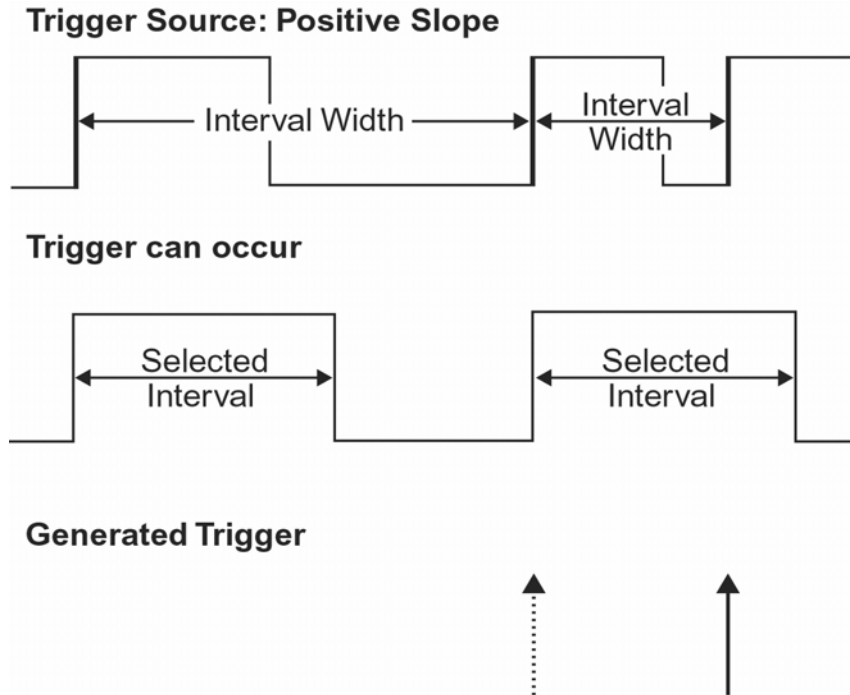 Trigger Source: Positive Slope
Interval Width
Interval
Width
Trigger can occur
Selected
Interval
Selected
Interval
Generated Trigger